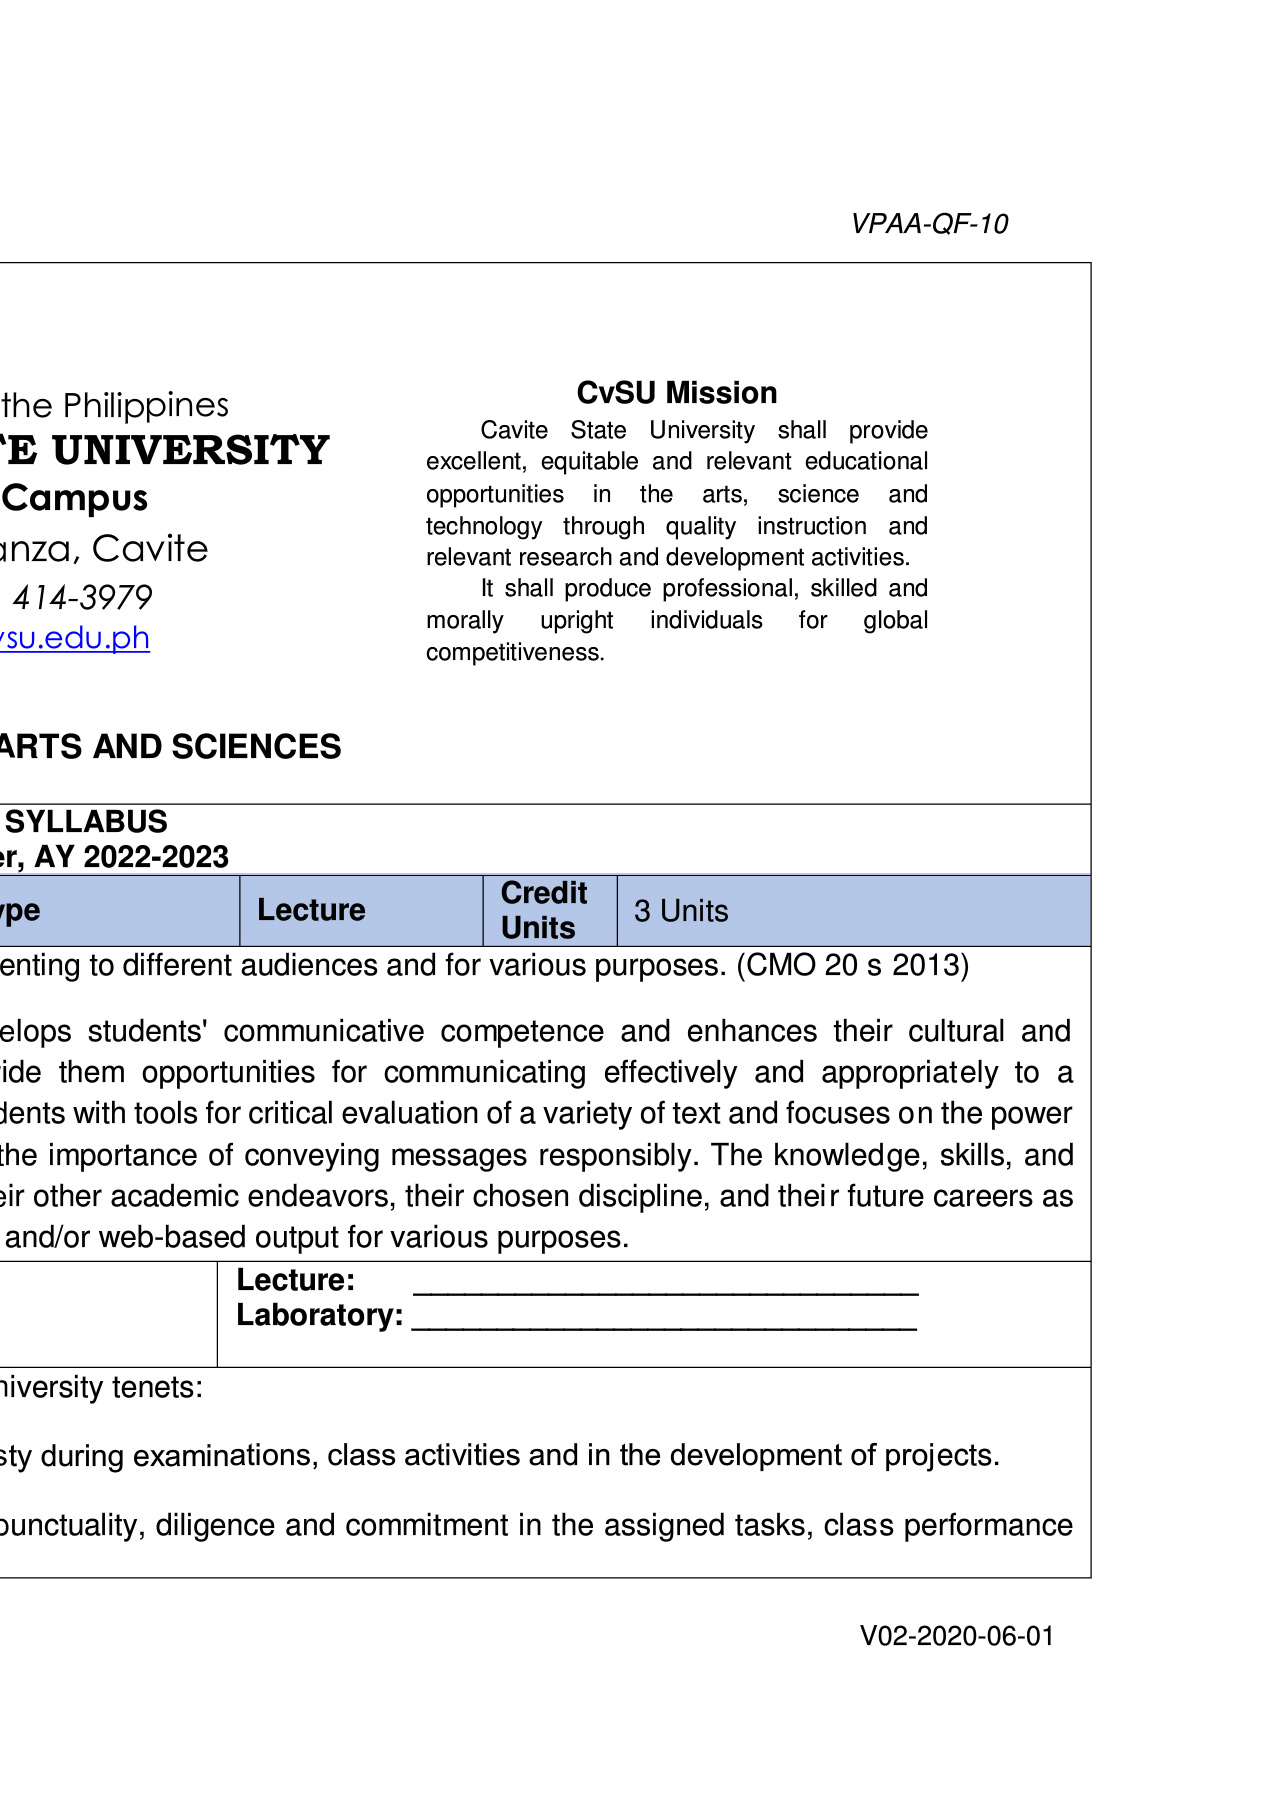 VPAA-QF-10
the Philippines
TE UNIVERSITY
Campus
anza, Cavite
414-3979
vsu.edu.ph
CvSU Mission
Cavite State University shall provide
excellent, equitable and relevant educational
opportunities in the arts, science and
technology through quality instruction and
relevant research and development activities.
It shall produce professional, skilled and
morally upright individuals for global
competitiveness.
ARTS AND SCIENCES
SYLLABUS
er, AY 2022-2023
ype Lecture Credit Units 3 Units
enting to different audiences and for various purposes. (CMO 20 s 2013)
elops students' communicative competence and enhances their cultural and
ide them opportunities for communicating effectively and appropriately to a
dents with tools for critical evaluation of a variety of text and focuses on the power
the importance of conveying messages responsibly. The knowledge, skills, and
eir other academic endeavors, their chosen discipline, and their future careers as
and/or web-based output for various purposes.
Lecture: ______________________________
Laboratory: ______________________________
niversity tenets:
sty during examinations, class activities and in the development of projects.
punctuality, diligence and commitment in the assigned tasks, class performance
V02-2020-06-01